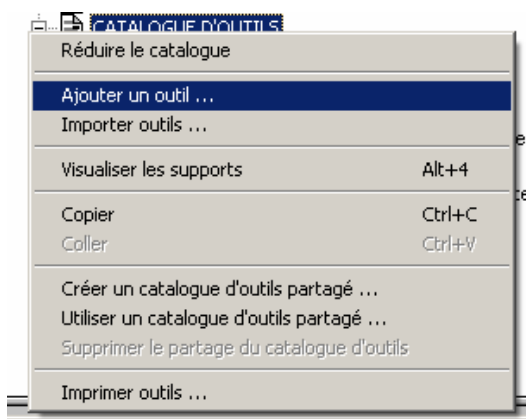 CATALOGUE D'OUTILS
Réduire le catalogue
Ajouter un outil ...
Importer outils ...
Visualiser les supports Alt+4
Copier Ctrl+C
Coller Ctrl+V
Créer un catalogue d'outils partagé ...
Utiliser un catalogue d'outils partagé ...
Supprimer le partage du catalogue d'outils
Imprimer outils ...